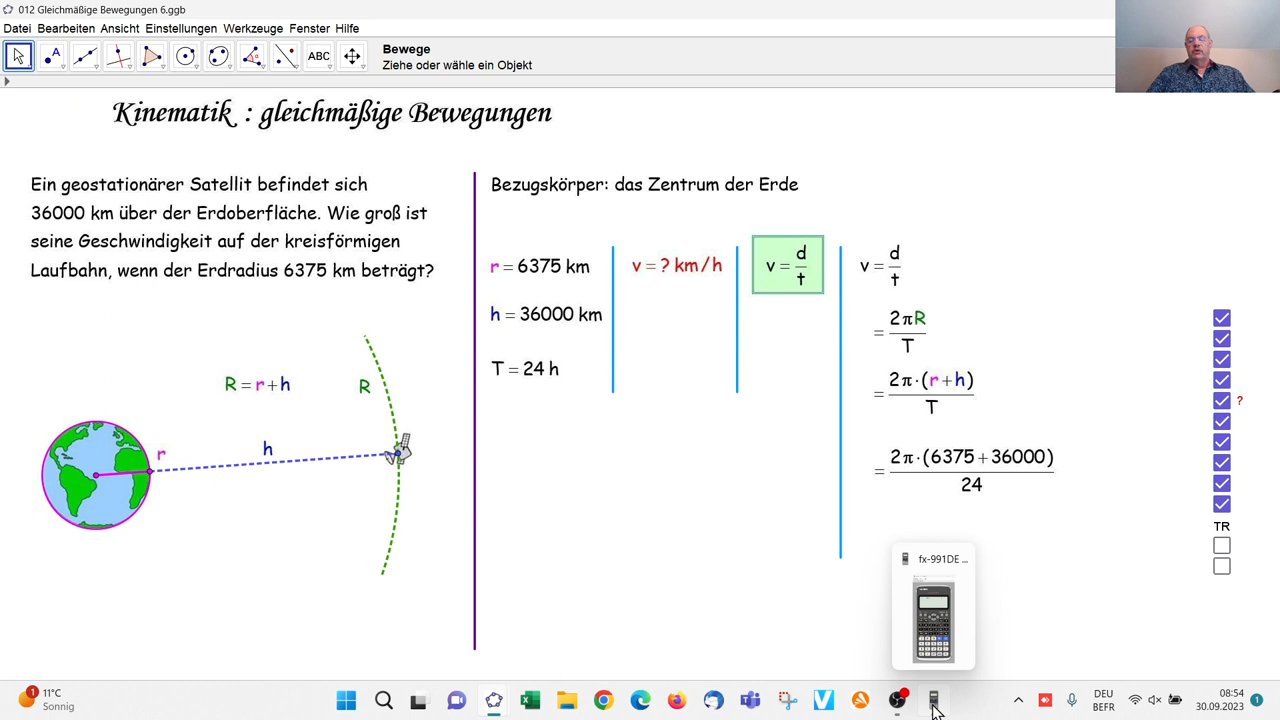 012 Gleichmäßige Bewegungen 6.ggb
Datei Bearbeiten Ansicht Einstellungen Werkzeuge Fenster Hilfe
A
ABC
Bewege
Ziehe oder wähle ein Objekt
Kinematik : gleichmäßige Bewegungen
Ein geostationärer Satellit befindet sich
36000 km über der Erdoberfläche. Wie groß ist
seine Geschwindigkeit auf der kreisförmigen
Laufbahn, wenn der Erdradius 6375 km beträgt?
R = r + h
R
r
h
Bezugskörper: das Zentrum der Erde
r = 6375 km
h = 36000 km
T = 24 h
v = ? km/h
v = d/t
v = d/t
= 2πR/T
= 2π·(r+h)/T
= 2π·(6375+36000)/24
?
TR
fx-991DE ...
1
11°C
Sonnig
DEU
BEFR
08:54
30.09.2023